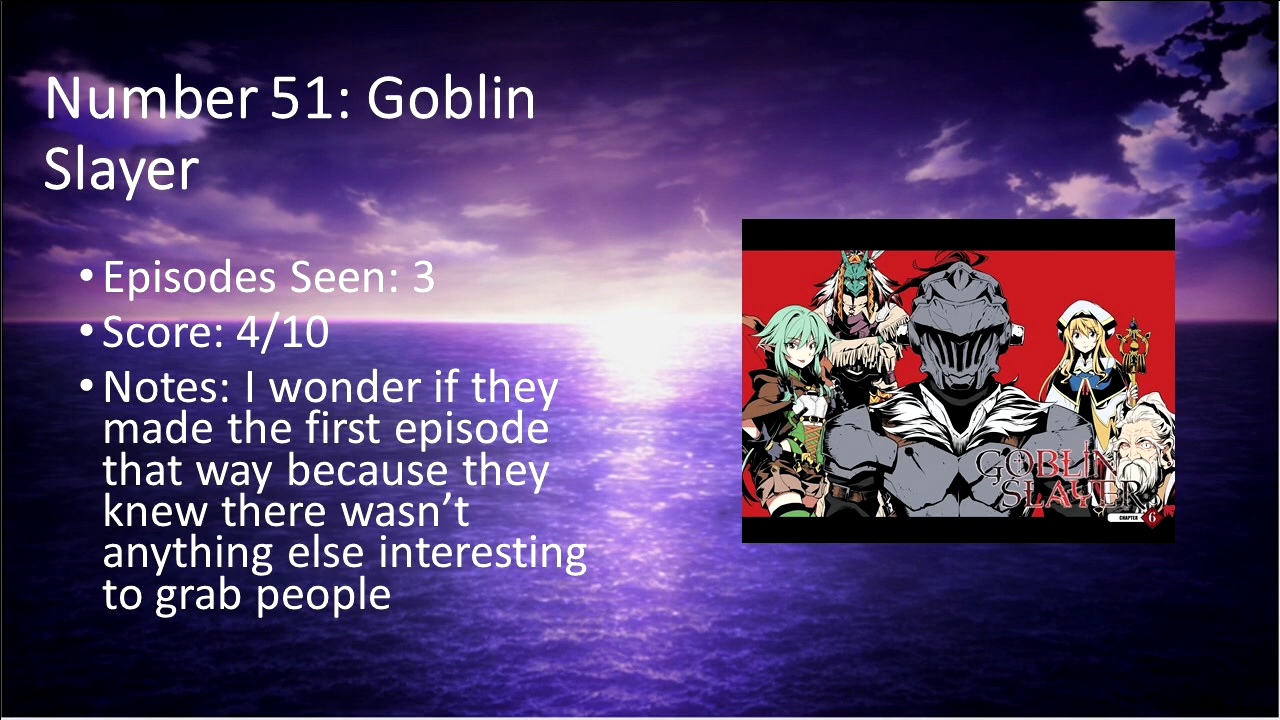 Number 51: Goblin
Slayer
• Episodes Seen: 3
• Score: 4/10
• Notes: I wonder if they
made the first episode
that way because they
knew there wasn’t
anything else interesting
to grab people
GOBLIN
SLAYER
CHAPTER 6